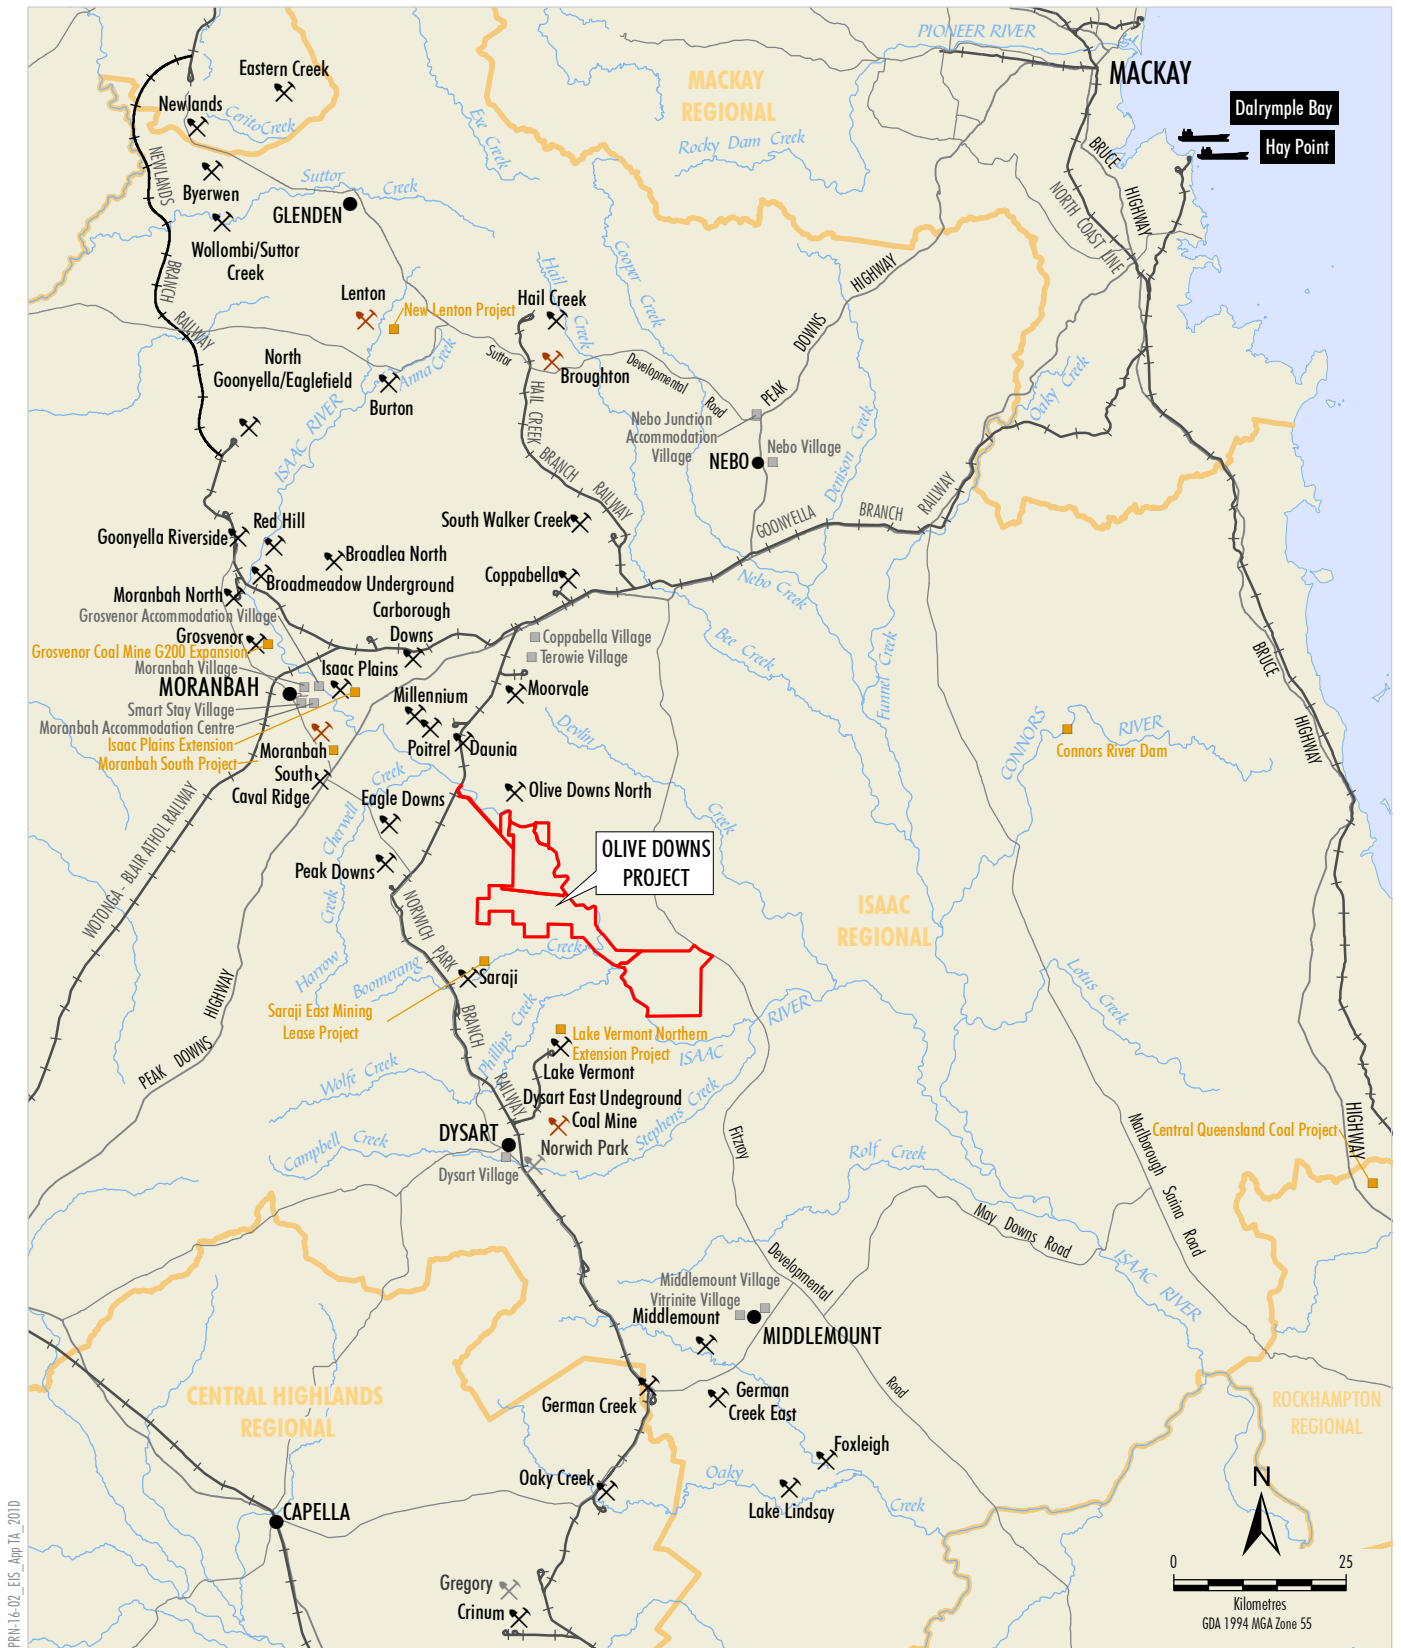 PIONEER RIVER
MACKAY
MACKAY
REGIONAL
Eastern Creek
Newlands
Cerito Creek
Exe Creek
Rocky Dam Creek
Dalrymple Bay
Hay Point
BRUCE
HIGHWAY
NORTH COAST LINE
NEWLANDS
BRANCH
RAILWAY
Byerwen
Suttor
Creek
GLENDEN
Wollombi/Suttor
Creek
Cooper Creek
Hail
Creek
HIGHWAY
DOWNS
PEAK
Lenton
New Lenton Project
Hail Creek
Suttor
Developmental
Road
Broughton
North
Goonyella/Eaglefield
Anna Creek
Burton
HAIL CREEK
BRANCH
RAILWAY
Nebo Junction
Accommodation
Village
NEBO
Nebo Village
Denison Creek
Oaky Creek
ISAAC RIVER
GOONYELLA
BRANCH
RAILWAY
South Walker Creek
Red Hill
Goonyella Riverside
Broadlea North
Broadmeadow Underground
Coppabella
Moranbah North
Grosvenor Accommodation Village
Carborough
Downs
Nebo Creek
Bee Creek
Funnel Creek
Grosvenor
Grosvenor Coal Mine G200 Expansion
Moranbah Village
Isaac Plains
Coppabella Village
Terowie Village
MORANBAH
Smart Stay Village
Moranbah Accommodation Centre
Isaac Plains Extension
Moranbah South Project
Millennium
Moorvale
Poitrel
Daunia
Devlin
Creek
Moranbah
South
Caval Ridge
CONNORS
RIVER
Connors River Dam
BRUCE
HIGHWAY
Olive Downs North
Eagle Downs
Cherwell
Creek
OLIVE DOWNS
PROJECT
Peak Downs
WOTONGA - BLAIR ATHOL RAILWAY
NORWICH PARK
BRANCH
RAILWAY
ISAAC
REGIONAL
Harrow
Creek
Boomerang
Creek
Saraji
Saraji East Mining
Lease Project
PEAK DOWNS HIGHWAY
Lotus Creek
ISAAC
RIVER
Phillips Creek
Lake Vermont Northern
Extension Project
Lake Vermont
Wolfe Creek
Dysart East Undeground
Coal Mine
Stephens Creek
DYSART
Campbell Creek
Norwich Park
Dysart Village
Fitzroy
Developmental
Road
Rolf Creek
Marlborough Sarina Road
Central Queensland Coal Project
HIGHWAY
May Downs Road
ISAAC RIVER
Middlemount Village
Vitrinite Village
Middlemount
MIDDLEMOUNT
CENTRAL HIGHLANDS
REGIONAL
German Creek
German
Creek East
ROCKHAMPTON
REGIONAL
Foxleigh
Oaky Creek
Oaky
Creek
Lake Lindsay
CAPELLA
Gregory
Crinum
N
0
25
Kilometres
GDA 1994 MGA Zone 55
PRN-16-02_EIS_App TA_201D